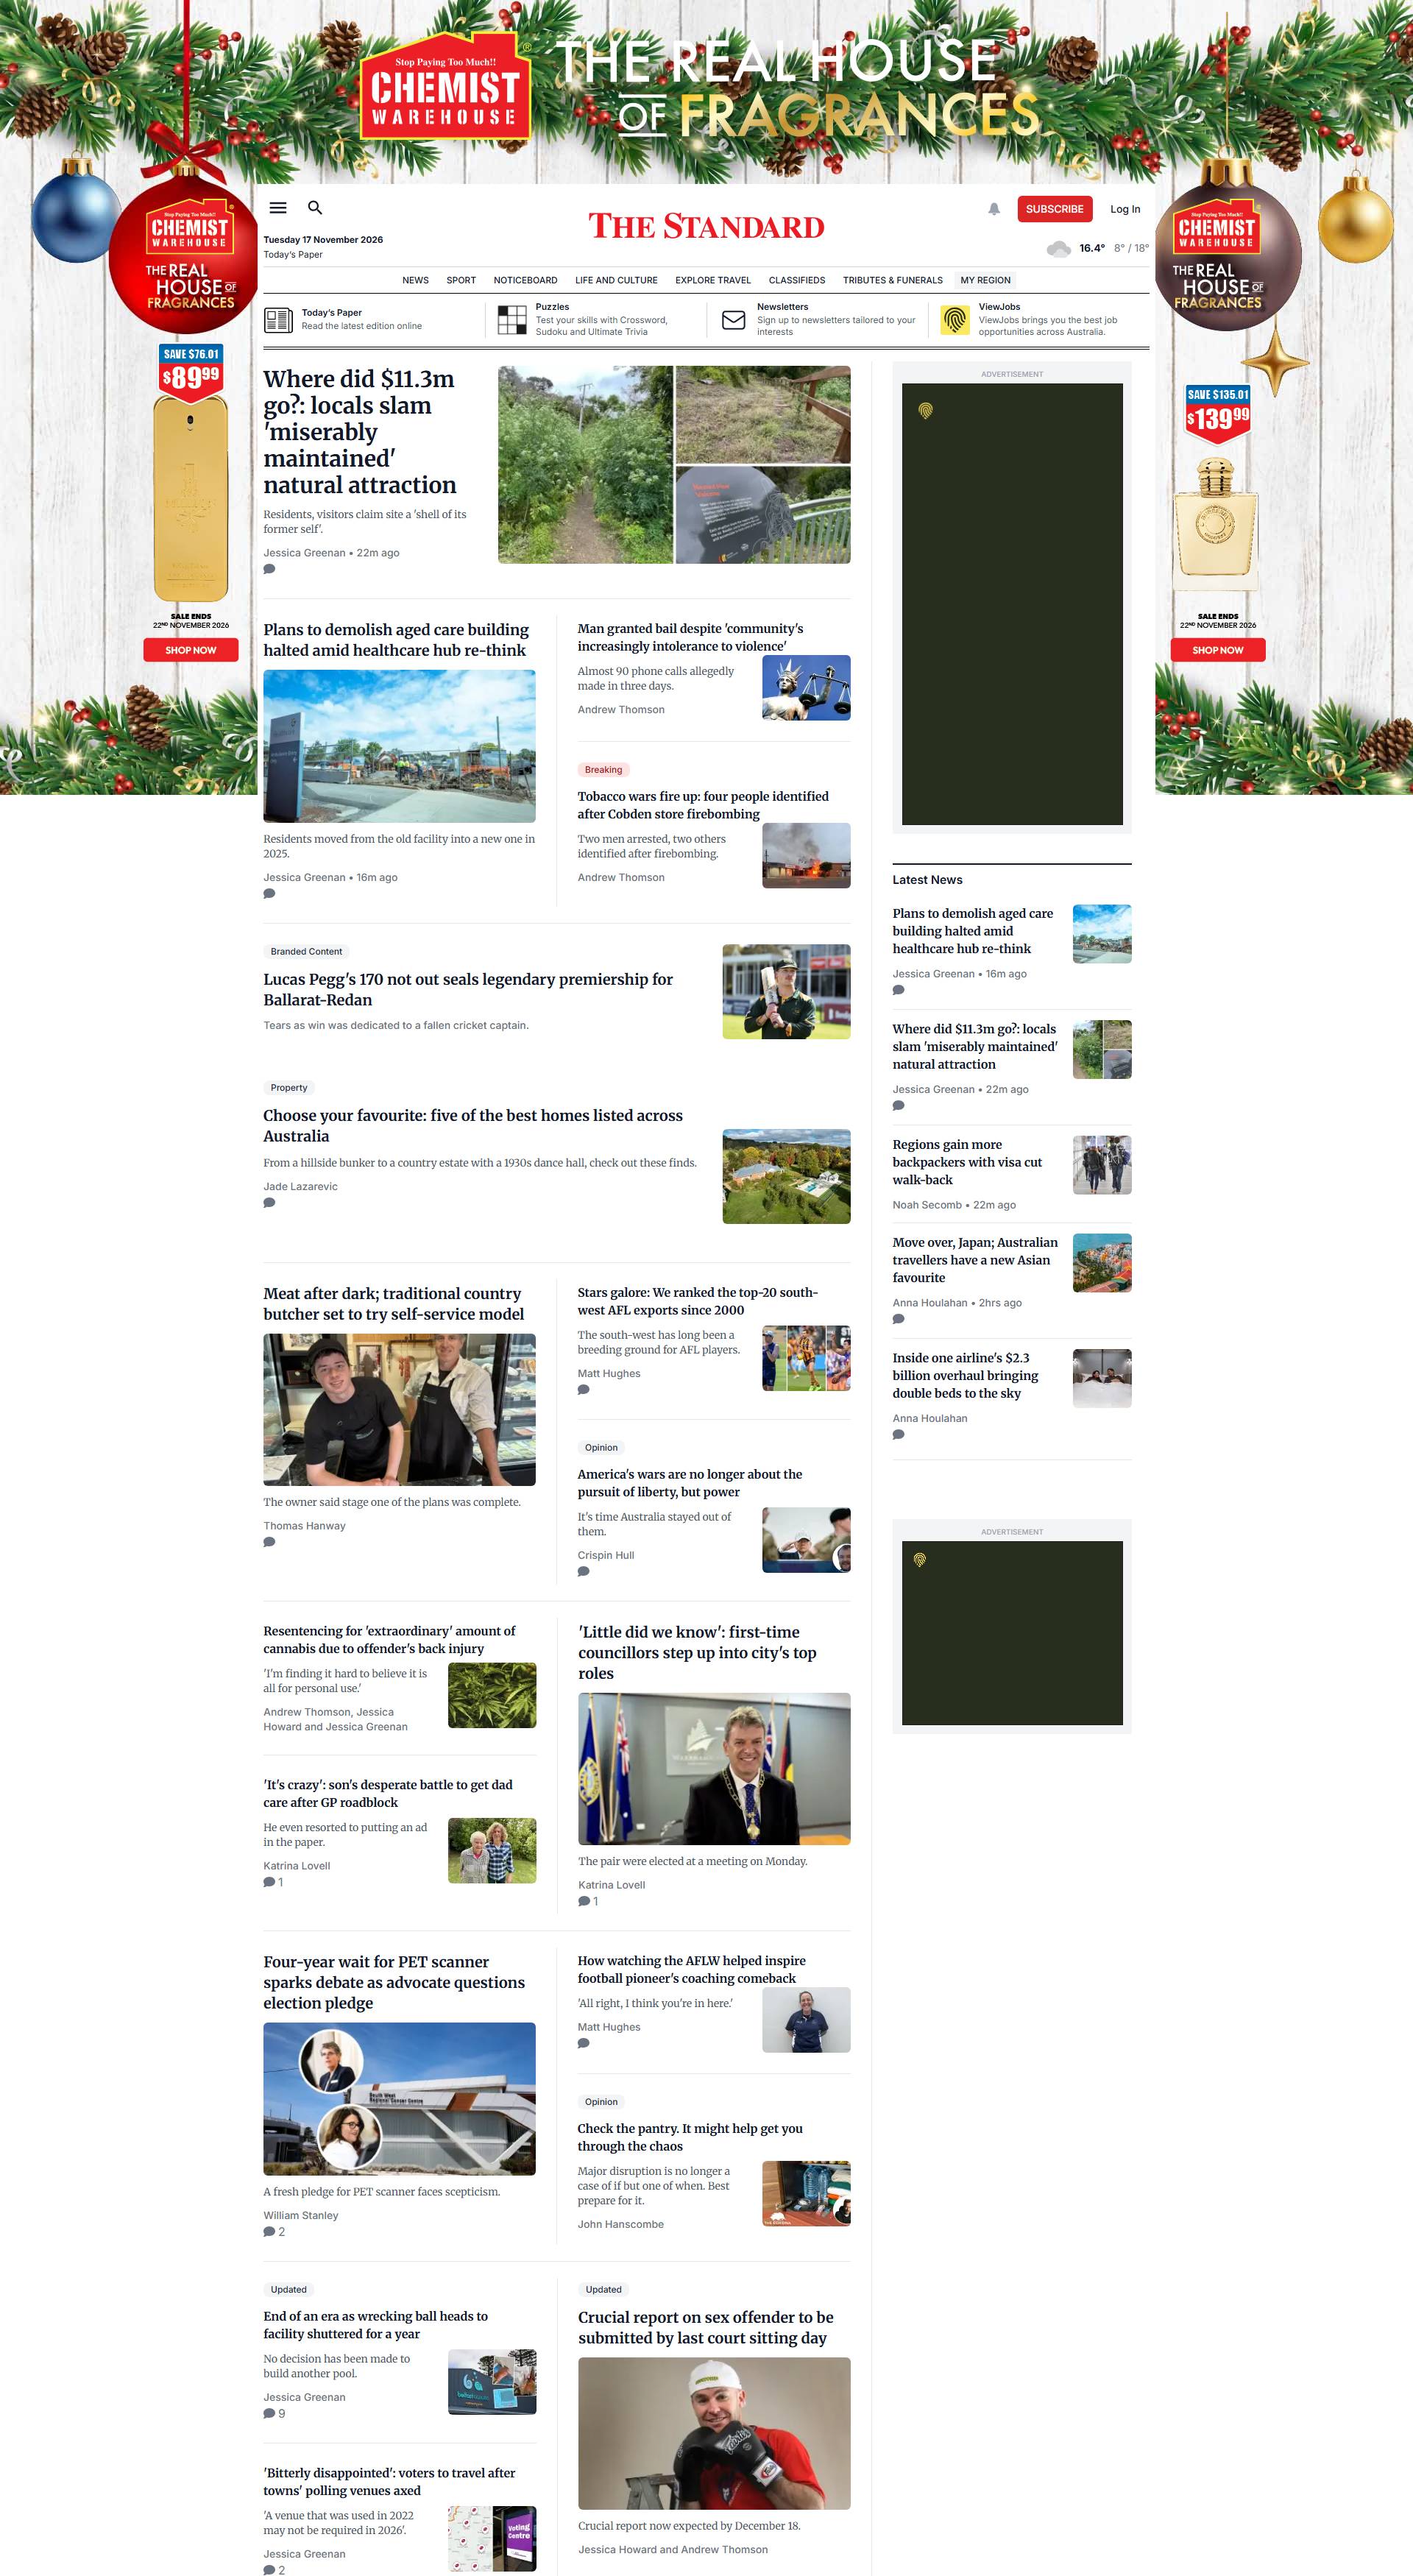 Stop Paying Too Much!!
CHEMIST
WAREHOUSE
®
THE REAL HOUSE
OF FRAGRANCES
Stop Paying Too Much!!
CHEMIST
WAREHOUSE
THE REAL
HOUSE OF
FRAGRANCES
SAVE $76.01
$89.99
SALE ENDS
22ND NOVEMBER 2026
SHOP NOW
Stop Paying Too Much!!
CHEMIST
WAREHOUSE
THE REAL
HOUSE OF
FRAGRANCES
SAVE $135.01
$139.99
SALE ENDS
22ND NOVEMBER 2026
SHOP NOW
SUBSCRIBE
Log In
THE STANDARD
Tuesday 17 November 2026
Today's Paper
16.4° 8° / 18°
NEWS SPORT NOTICEBOARD LIFE AND CULTURE EXPLORE TRAVEL CLASSIFIEDS TRIBUTES & FUNERALS MY REGION
Today's Paper
Read the latest edition online
Puzzles
Test your skills with Crossword,
Sudoku and Ultimate Trivia
Newsletters
Sign up to newsletters tailored to your
interests
ViewJobs
ViewJobs brings you the best job
opportunities across Australia.
Where did $11.3m
go?: locals slam
'miserably
maintained'
natural attraction
Residents, visitors claim site a 'shell of its
former self'.
Jessica Greenan • 22m ago
Plans to demolish aged care building
halted amid healthcare hub re-think
Residents moved from the old facility into a new one in
2025.
Jessica Greenan • 16m ago
Man granted bail despite 'community's
increasingly intolerance to violence'
Almost 90 phone calls allegedly
made in three days.
Andrew Thomson
Breaking
Tobacco wars fire up: four people identified
after Cobden store firebombing
Two men arrested, two others
identified after firebombing.
Andrew Thomson
Branded Content
Lucas Pegg's 170 not out seals legendary premiership for
Ballarat-Redan
Tears as win was dedicated to a fallen cricket captain.
Property
Choose your favourite: five of the best homes listed across
Australia
From a hillside bunker to a country estate with a 1930s dance hall, check out these finds.
Jade Lazarevic
Meat after dark; traditional country
butcher set to try self-service model
The owner said stage one of the plans was complete.
Thomas Hanway
Stars galore: We ranked the top-20 south-
west AFL exports since 2000
The south-west has long been a
breeding ground for AFL players.
Matt Hughes
Opinion
America's wars are no longer about the
pursuit of liberty, but power
It's time Australia stayed out of
them.
Crispin Hull
Resentencing for 'extraordinary' amount of
cannabis due to offender's back injury
'I'm finding it hard to believe it is
all for personal use.'
Andrew Thomson, Jessica
Howard and Jessica Greenan
'It's crazy': son's desperate battle to get dad
care after GP roadblock
He even resorted to putting an ad
in the paper.
Katrina Lovell
1
'Little did we know': first-time
councillors step up into city's top
roles
The pair were elected at a meeting on Monday.
Katrina Lovell
1
Four-year wait for PET scanner
sparks debate as advocate questions
election pledge
South West
Regional Cancer Centre
A fresh pledge for PET scanner faces scepticism.
William Stanley
2
How watching the AFLW helped inspire
football pioneer's coaching comeback
'All right, I think you're in here.'
Matt Hughes
Opinion
Check the pantry. It might help get you
through the chaos
Major disruption is no longer a
case of if but one of when. Best
prepare for it.
John Hanscombe
Updated
End of an era as wrecking ball heads to
facility shuttered for a year
No decision has been made to
build another pool.
Jessica Greenan
9
'Bitterly disappointed': voters to travel after
towns' polling venues axed
'A venue that was used in 2022
may not be required in 2026'.
Voting
Centre
Jessica Greenan
2
Updated
Crucial report on sex offender to be
submitted by last court sitting day
Crucial report now expected by December 18.
Jessica Howard and Andrew Thomson
ADVERTISEMENT
Latest News
Plans to demolish aged care
building halted amid
healthcare hub re-think
Jessica Greenan • 16m ago
Where did $11.3m go?: locals
slam 'miserably maintained'
natural attraction
Jessica Greenan • 22m ago
Regions gain more
backpackers with visa cut
walk-back
Noah Secomb • 22m ago
Move over, Japan; Australian
travellers have a new Asian
favourite
Anna Houlahan • 2hrs ago
Inside one airline's $2.3
billion overhaul bringing
double beds to the sky
Anna Houlahan
ADVERTISEMENT